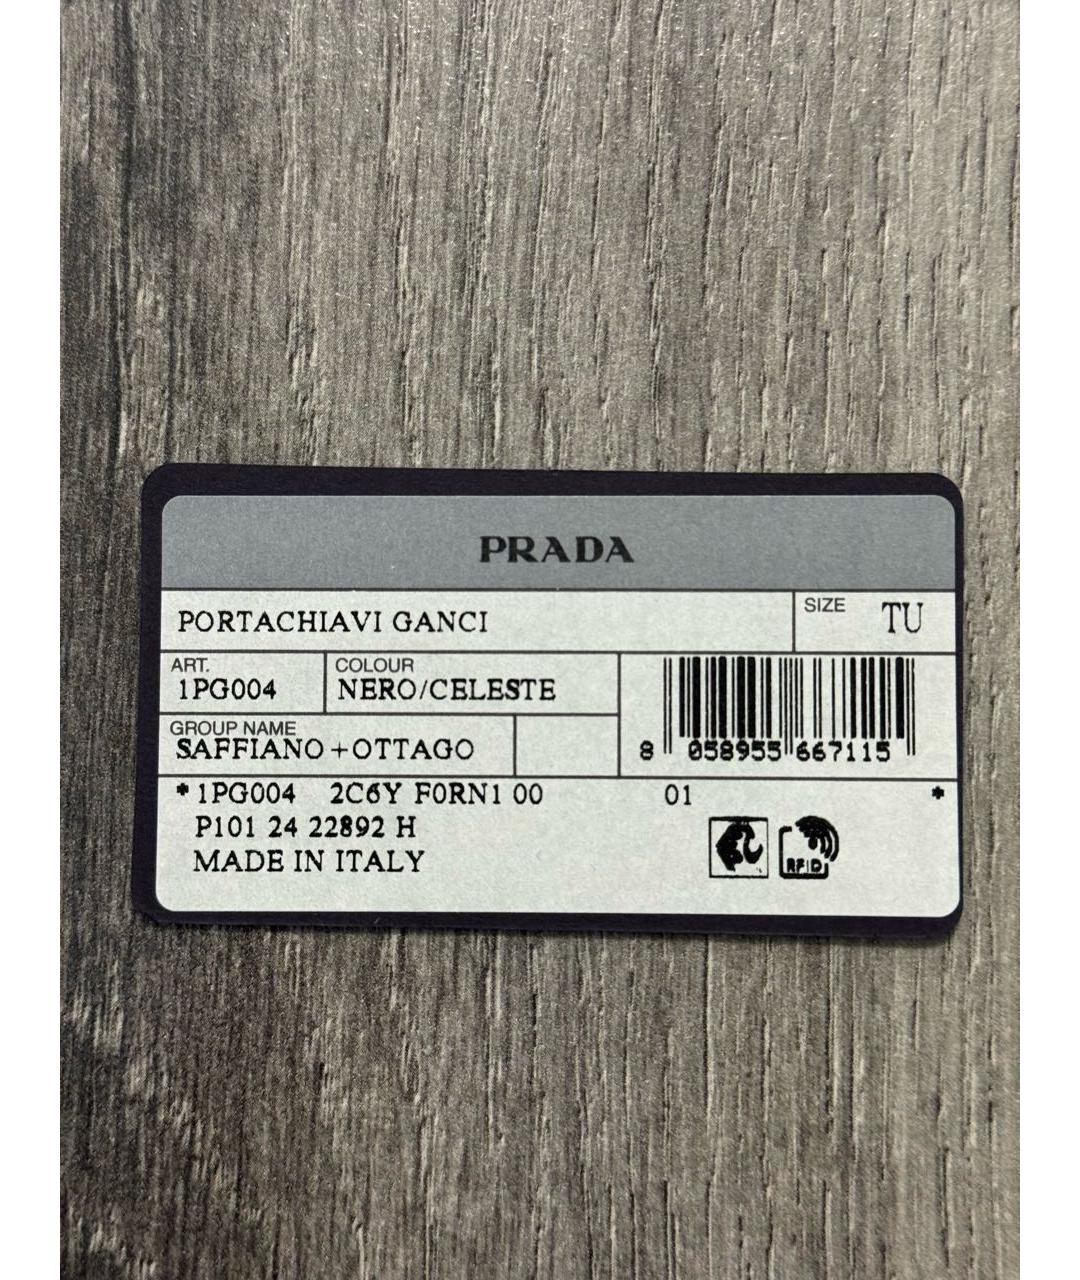 PRADA
PORTACHIAVI GANCI
SIZE TU
ART.
1PG004
COLOUR
NERO/CELESTE
GROUP NAME
SAFFIANO+OTTAGO
8 058955 667115
*1PG004 2C6Y F0RN1 00 01 *
P101 24 22892 H
MADE IN ITALY
RFID